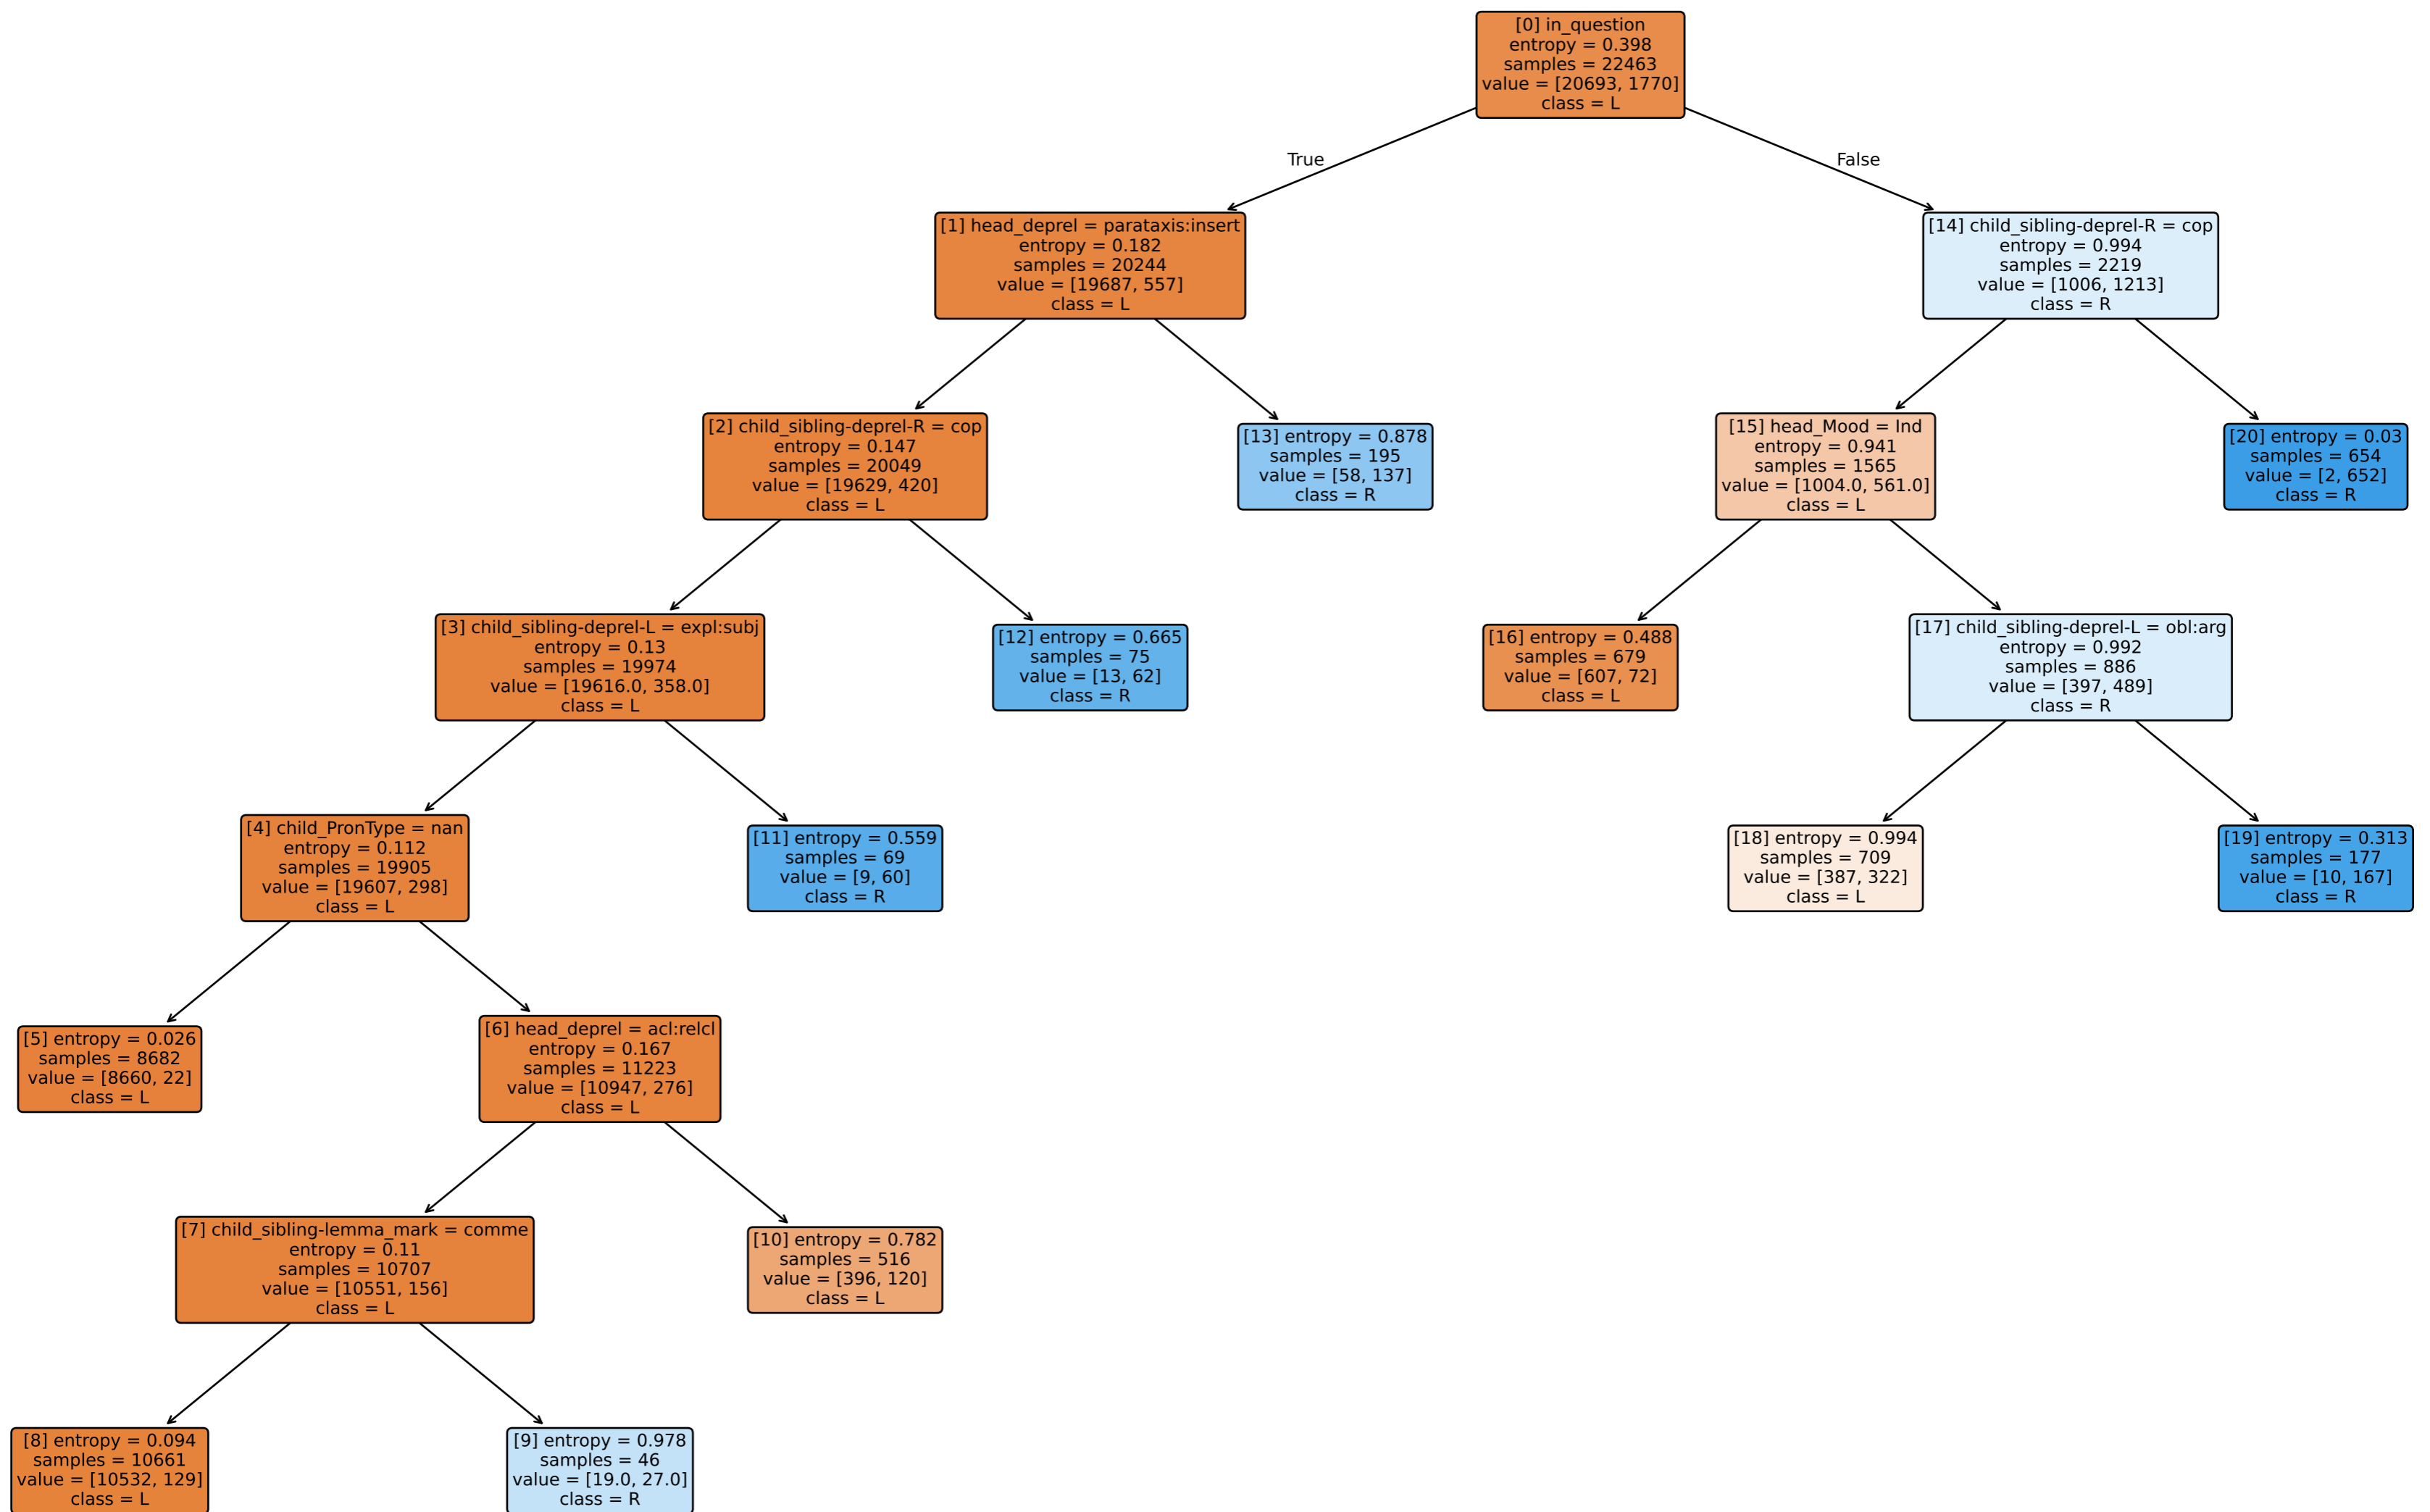 [0] in_question
entropy = 0.398
samples = 22463
value = [20693, 1770]
class = L
True
False
[1] head_deprel = parataxis:insert
entropy = 0.182
samples = 20244
value = [19687, 557]
class = L
[14] child_sibling-deprel-R = cop
entropy = 0.994
samples = 2219
value = [1006, 1213]
class = R
[2] child_sibling-deprel-R = cop
entropy = 0.147
samples = 20049
value = [19629, 420]
class = L
[13] entropy = 0.878
samples = 195
value = [58, 137]
class = R
[15] head_Mood = Ind
entropy = 0.941
samples = 1565
value = [1004.0, 561.0]
class = L
[20] entropy = 0.03
samples = 654
value = [2, 652]
class = R
[3] child_sibling-deprel-L = expl:subj
entropy = 0.13
samples = 19974
value = [19616.0, 358.0]
class = L
[12] entropy = 0.665
samples = 75
value = [13, 62]
class = R
[16] entropy = 0.488
samples = 679
value = [607, 72]
class = L
[17] child_sibling-deprel-L = obl:arg
entropy = 0.992
samples = 886
value = [397, 489]
class = R
[4] child_PronType = nan
entropy = 0.112
samples = 19905
value = [19607, 298]
class = L
[11] entropy = 0.559
samples = 69
value = [9, 60]
class = R
[18] entropy = 0.994
samples = 709
value = [387, 322]
class = L
[19] entropy = 0.313
samples = 177
value = [10, 167]
class = R
[5] entropy = 0.026
samples = 8682
value = [8660, 22]
class = L
[6] head_deprel = acl:relcl
entropy = 0.167
samples = 11223
value = [10947, 276]
class = L
[7] child_sibling-lemma_mark = comme
entropy = 0.11
samples = 10707
value = [10551, 156]
class = L
[10] entropy = 0.782
samples = 516
value = [396, 120]
class = L
[8] entropy = 0.094
samples = 10661
value = [10532, 129]
class = L
[9] entropy = 0.978
samples = 46
value = [19.0, 27.0]
class = R